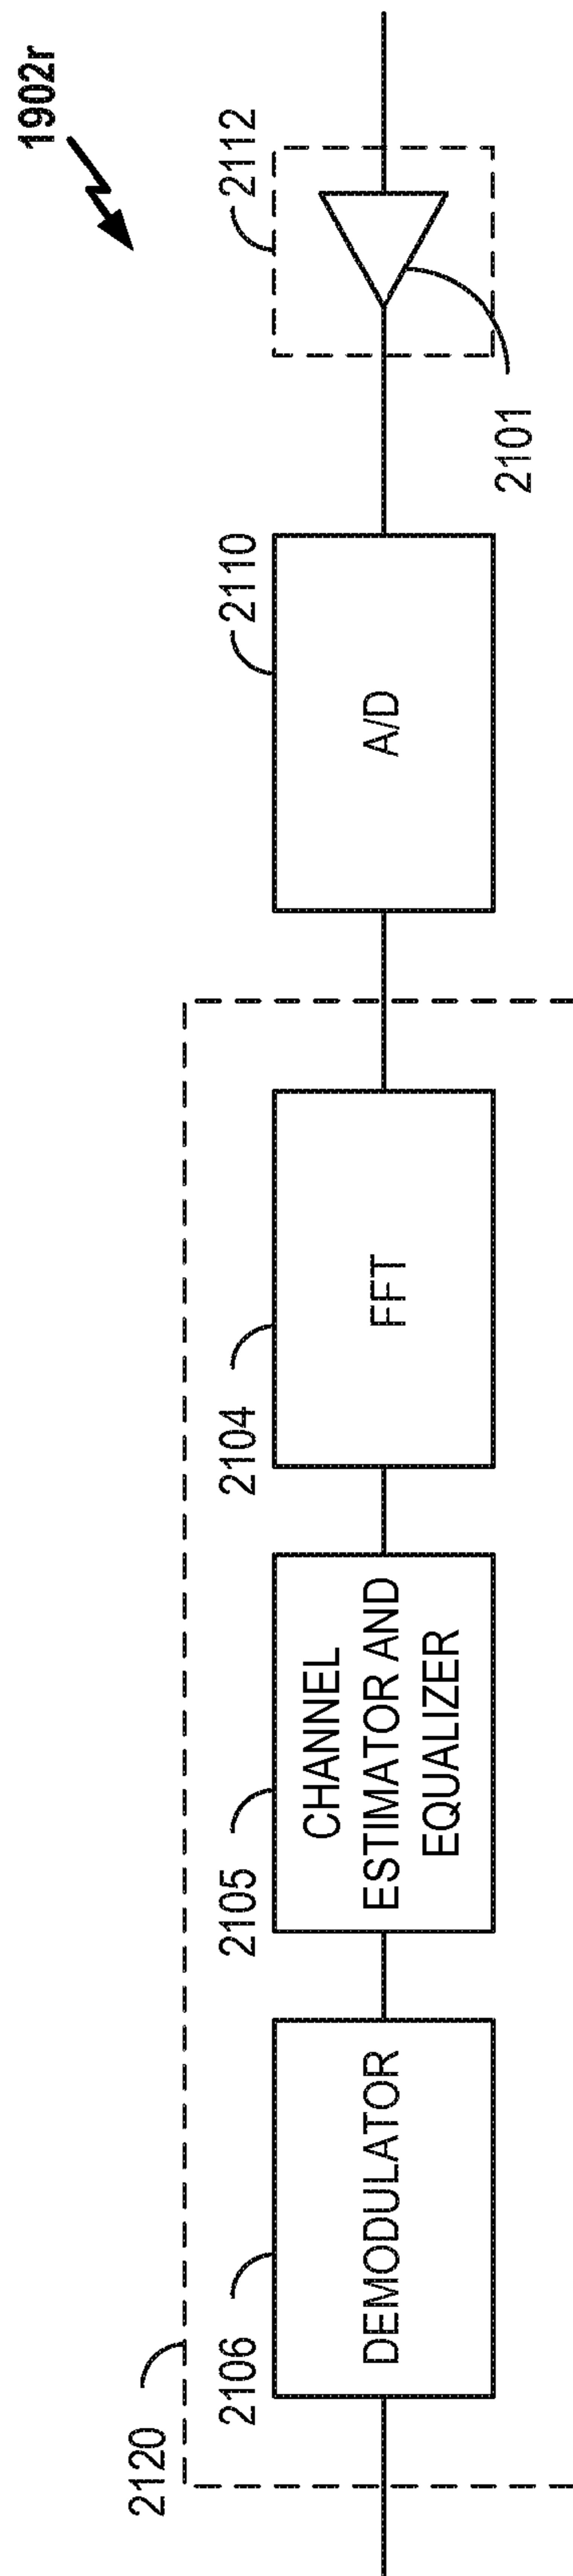 1902r
2120
2106
DEMODULATOR
2105
CHANNEL
ESTIMATOR AND
EQUALIZER
2104
FFT
2110
A/D
2112
2101